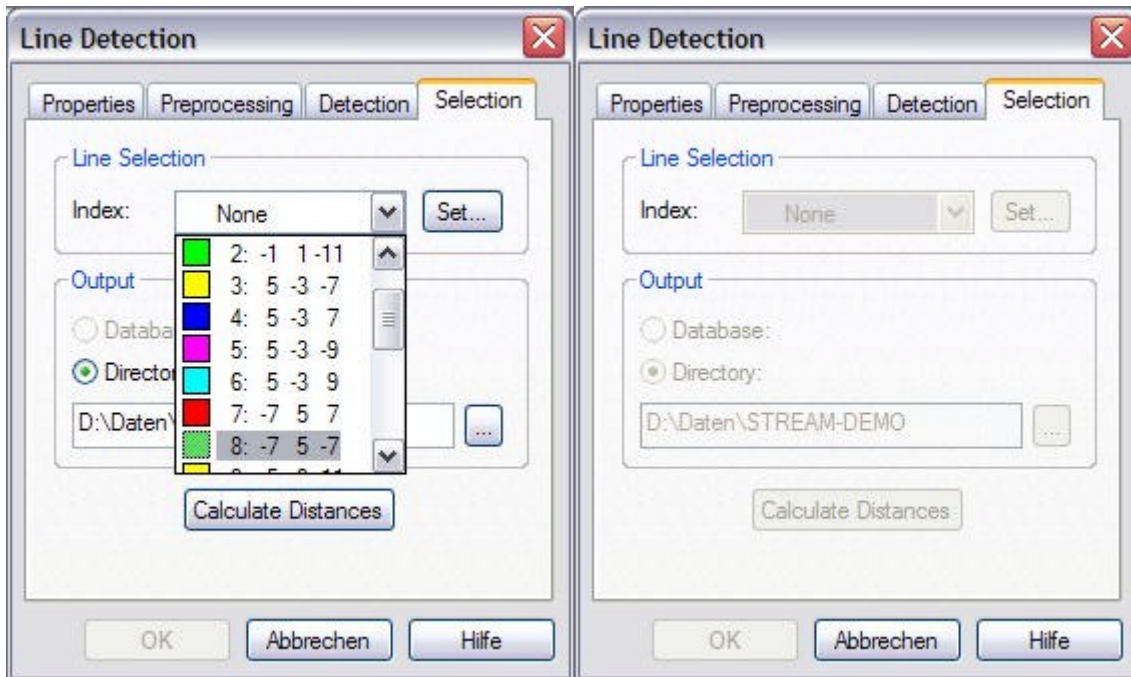 Line Detection
Properties Preprocessing Detection Selection
Line Selection
Index: None Set...
2: -1 1 -11
3: 5 -3 -7
4: 5 -3 7
5: 5 -3 -9
6: 5 -3 9
7: -7 5 7
8: -7 5 -7
Output
Directory
D:\Daten\
...
Calculate Distances
OK Abbrechen Hilfe
Line Detection
Properties Preprocessing Detection Selection
Line Selection
Index: None Set...
Output
Database:
Directory:
D:\Daten\STREAM-DEMO
...
Calculate Distances
OK Abbrechen Hilfe